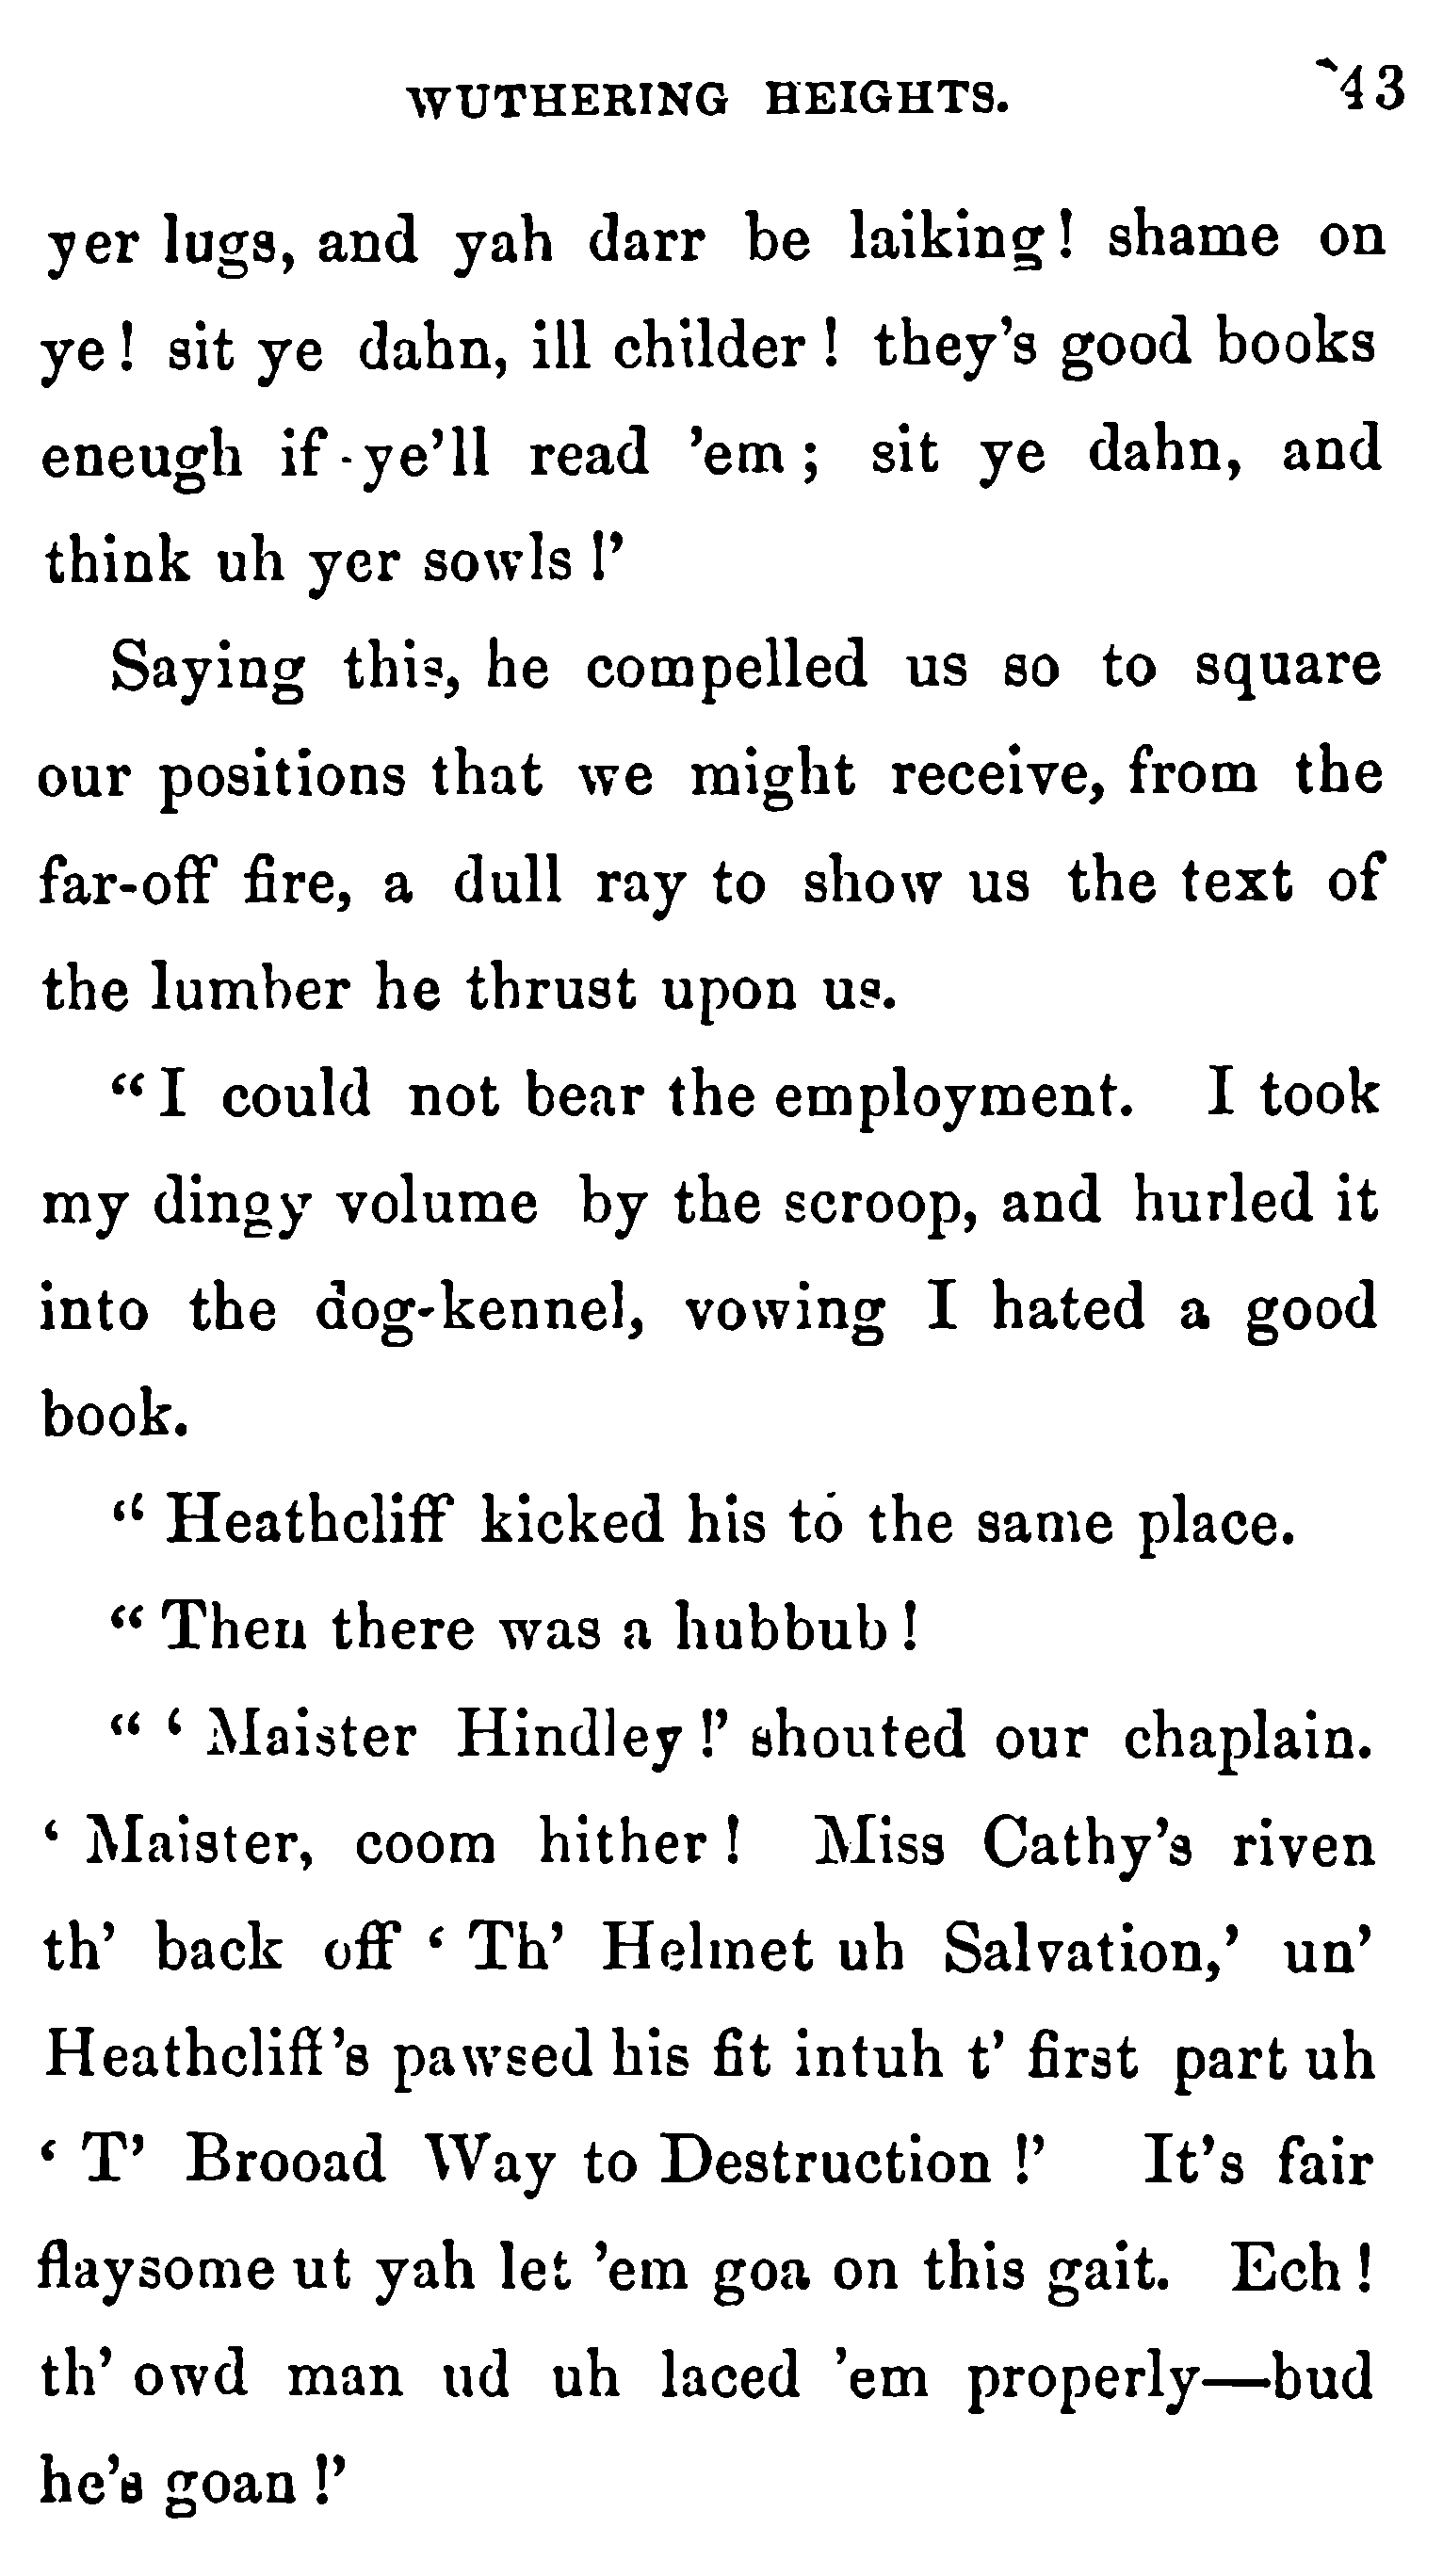 WUTHERING HEIGHTS. 43
yer lugs, and yah darr be laiking! shame on
ye! sit ye dahn, ill childer! they's good books
eneugh if ye'll read 'em; sit ye dahn, and
think uh yer sowls!'
Saying this, he compelled us so to square
our positions that we might receive, from the
far-off fire, a dull ray to show us the text of
the lumber he thrust upon us.
"I could not bear the employment. I took
my dingy volume by the scroop, and hurled it
into the dog-kennel, vowing I hated a good
book.
"Heathcliff kicked his to the same place.
"Then there was a hubbub!
"'Maister Hindley!' shouted our chaplain.
'Maister, coom hither! Miss Cathy's riven
th' back off 'Th' Helmet uh Salvation,' un'
Heathcliff's pawsed his fit intuh t' first part uh
'T' Brooad Way to Destruction!' It's fair
flaysome ut yah let 'em goa on this gait. Ech!
th' owd man ud uh laced 'em properly—bud
he's goan!'